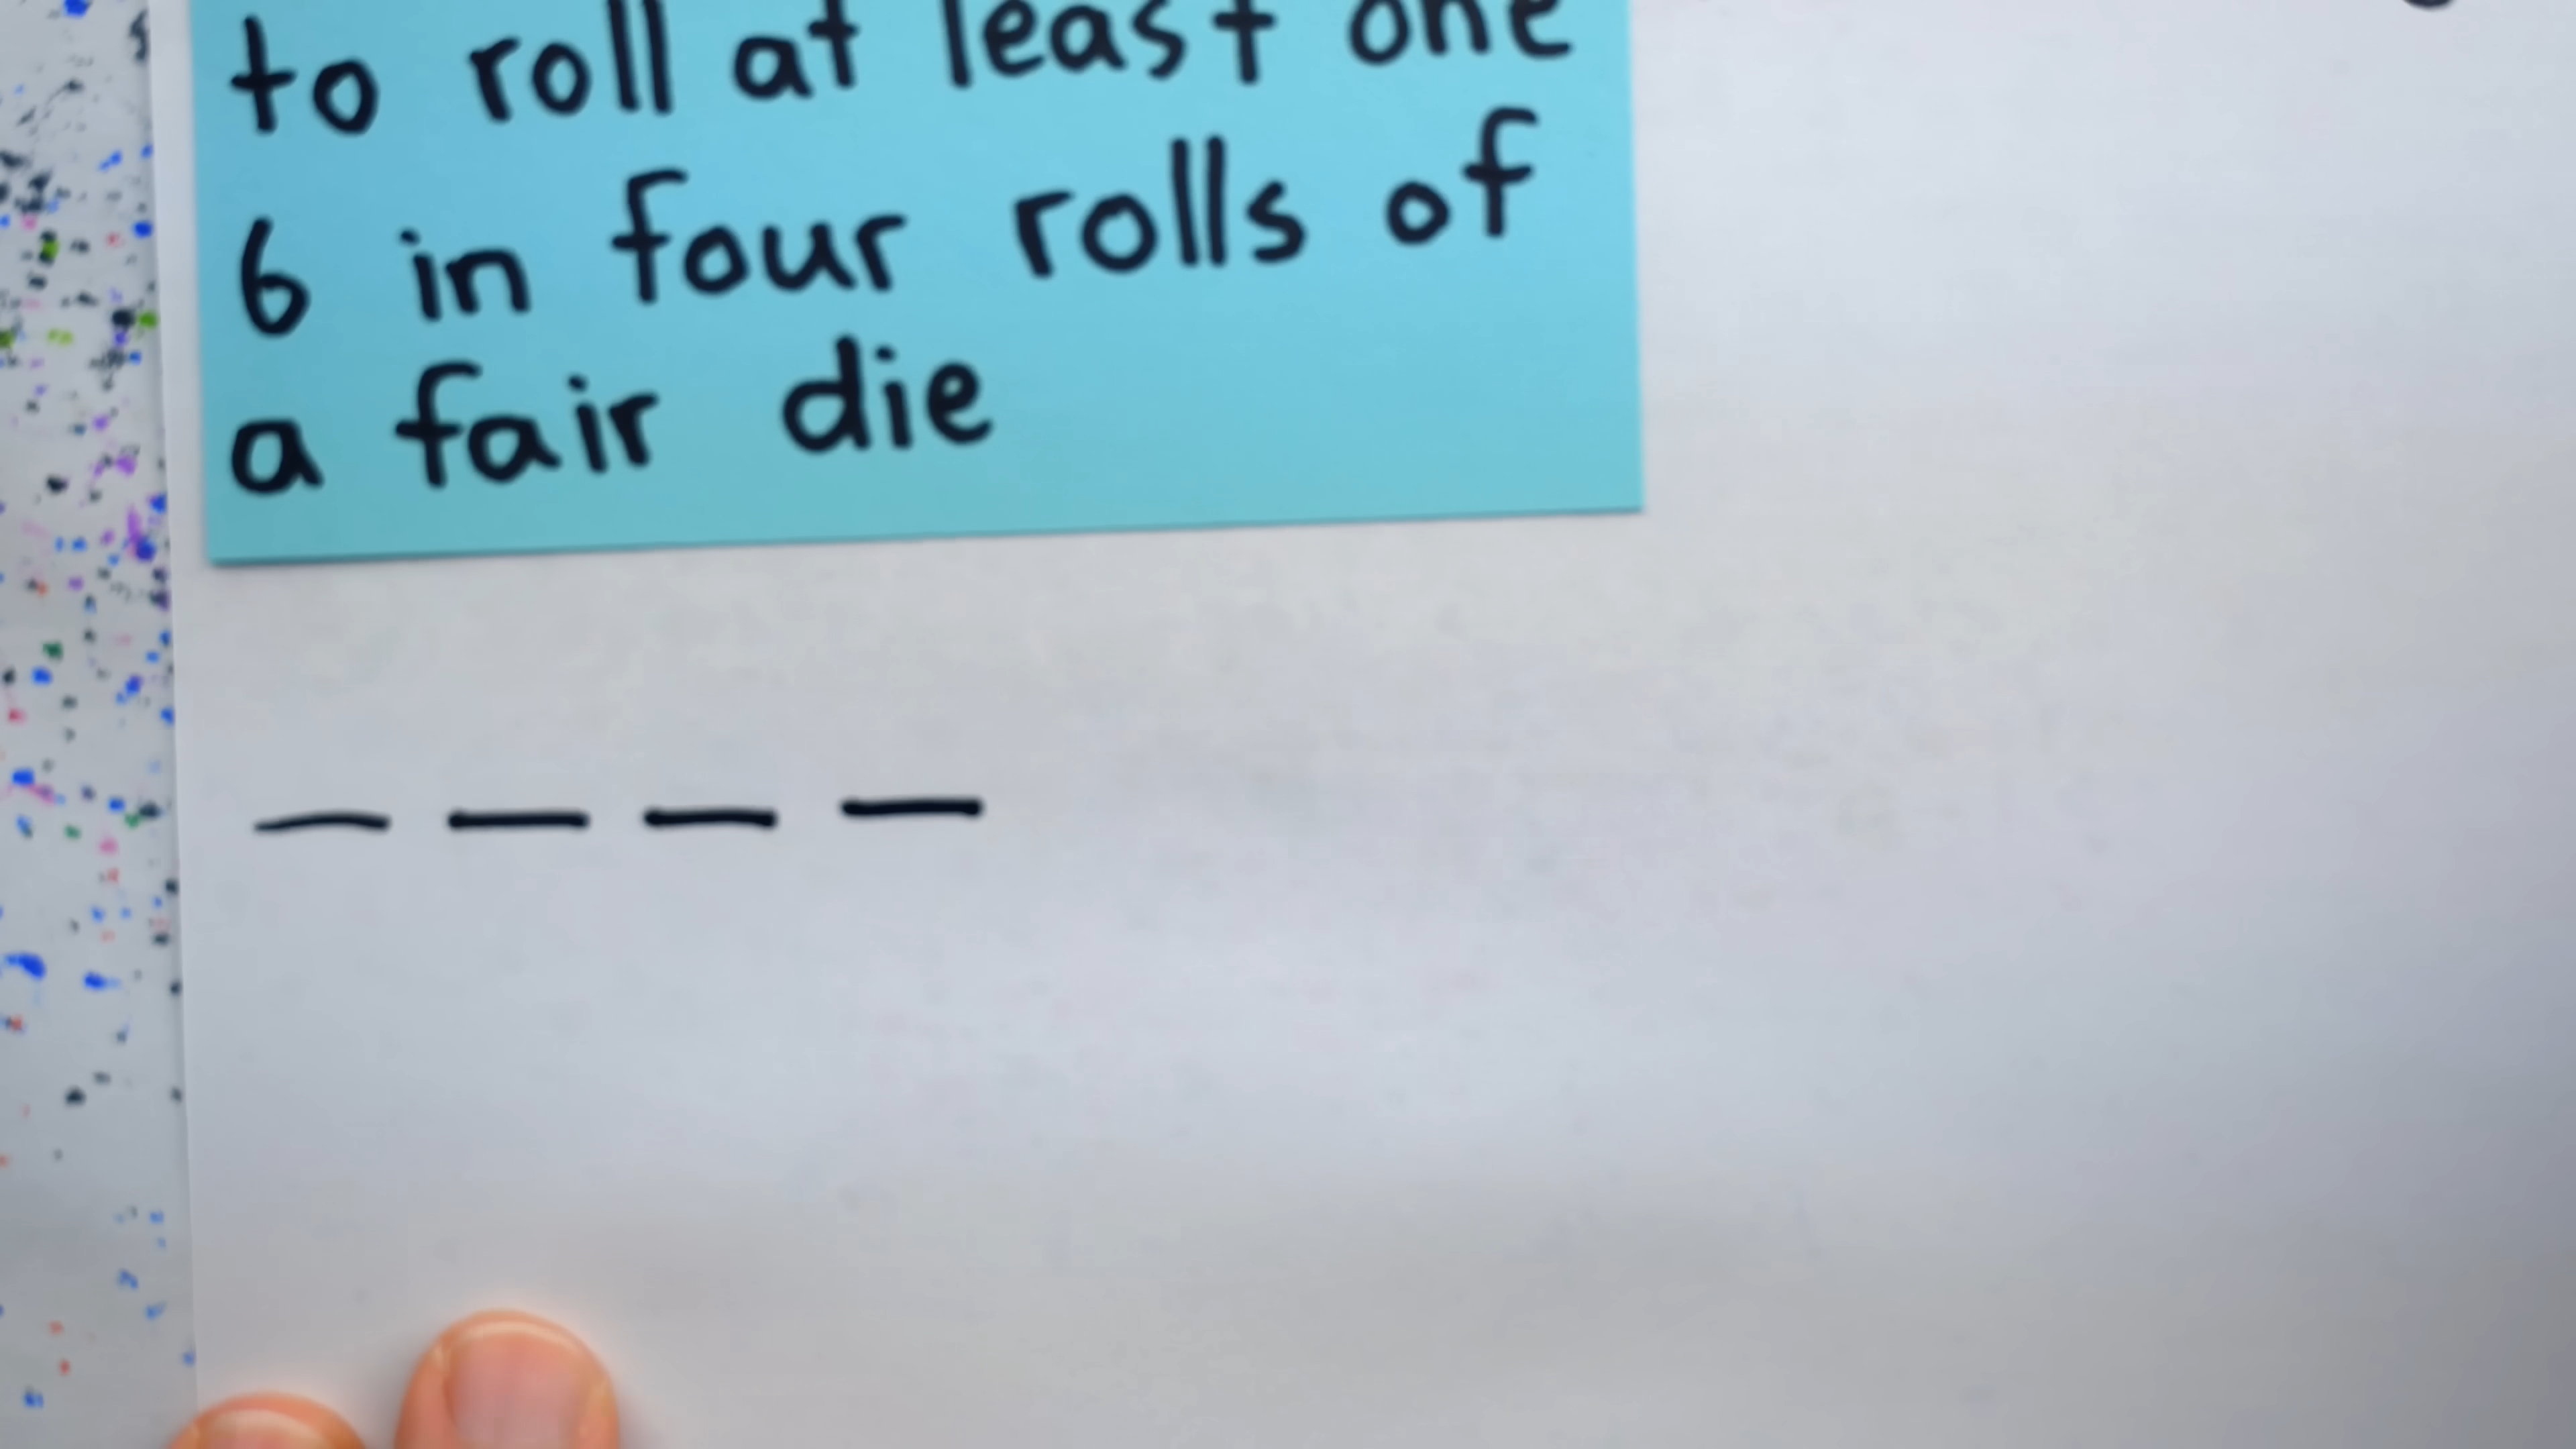 to roll at least one
6 in four rolls of
a fair die